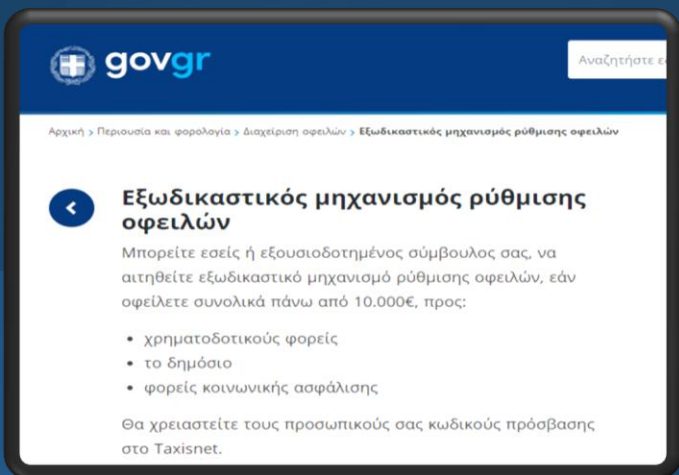 govgr
Αναζητήστε
Αρχική > Περιουσία και φορολογία > Διαχείριση οφειλών > Εξωδικαστικός μηχανισμός ρύθμισης οφειλών
Εξωδικαστικός μηχανισμός ρύθμισης
οφειλών
Μπορείτε εσείς ή εξουσιοδοτημένος σύμβουλος σας, να
αιτηθείτε εξωδικαστικό μηχανισμό ρύθμισης οφειλών, εάν
οφείλετε συνολικά πάνω από 10.000€, προς:
• χρηματοδοτικούς φορείς
• το δημόσιο
• φορείς κοινωνικής ασφάλισης
Θα χρειαστείτε τους προσωπικούς σας κωδικούς πρόσβασης
στο Taxisnet.